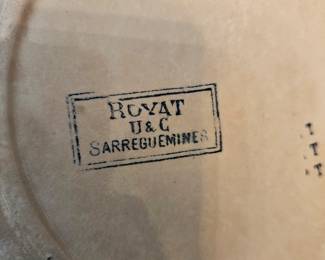 ROYAT
U & C
SARREGUEMINES
T
T
T